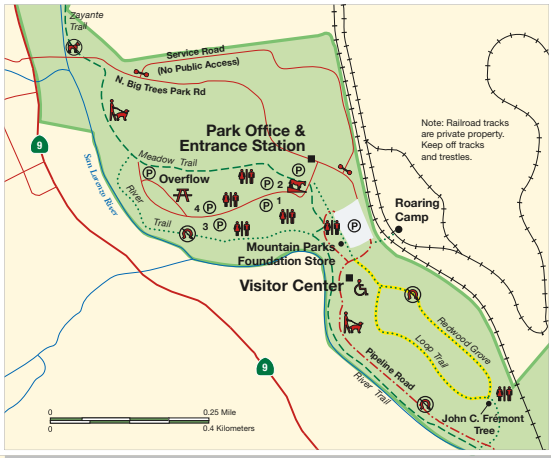 Zayante
Trail
Service Road
(No Public Access)
N. Big Trees Park Rd
9
Park Office &
Entrance Station
Note: Railroad tracks
are private property.
Keep off tracks
and trestles.
San Lorenzo River
Meadow Trail
P
Overflow
P
2
P
River
Trail
4
P
P
1
3
P
P
Roaring
Camp
Mountain Parks
Foundation Store
Visitor Center
Redwood Grove
Loop Trail
Pipeline Road
River Trail
9
John C. Fremont
Tree
0
0.25 Mile
0
0.4 Kilometers